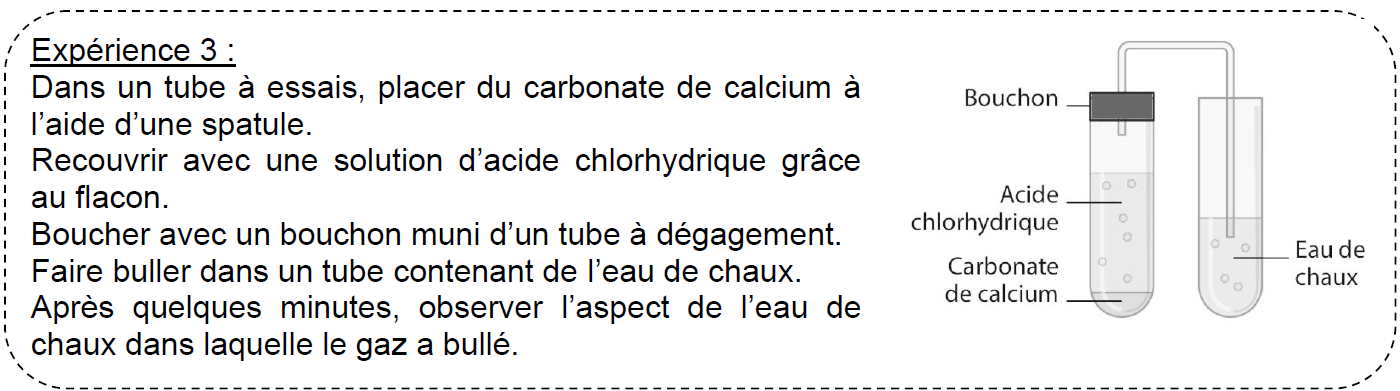 Expérience 3 :
Dans un tube à essais, placer du carbonate de calcium à
l’aide d’une spatule.
Recouvrir avec une solution d’acide chlorhydrique grâce
au flacon.
Boucher avec un bouchon muni d’un tube à dégagement.
Faire buller dans un tube contenant de l’eau de chaux.
Après quelques minutes, observer l’aspect de l’eau de
chaux dans laquelle le gaz a bullé.
Bouchon
Acide
chlorhydrique
Carbonate
de calcium
Eau de
chaux